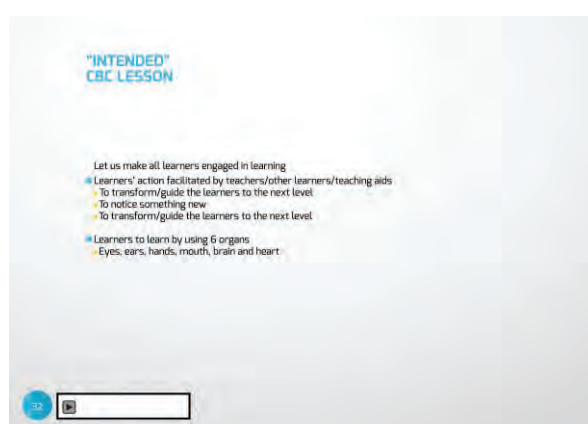 "INTENDED"
CBC LESSON
Let us make all learners engaged in learning
Learners' action facilitated by teachers/other learners/teaching aids
To transform/guide the learners to the next level
To notice something new
To transform/guide the learners to the next level
Learners to learn by using 6 organs
Eyes, ears, hands, mouth, brain and heart
32